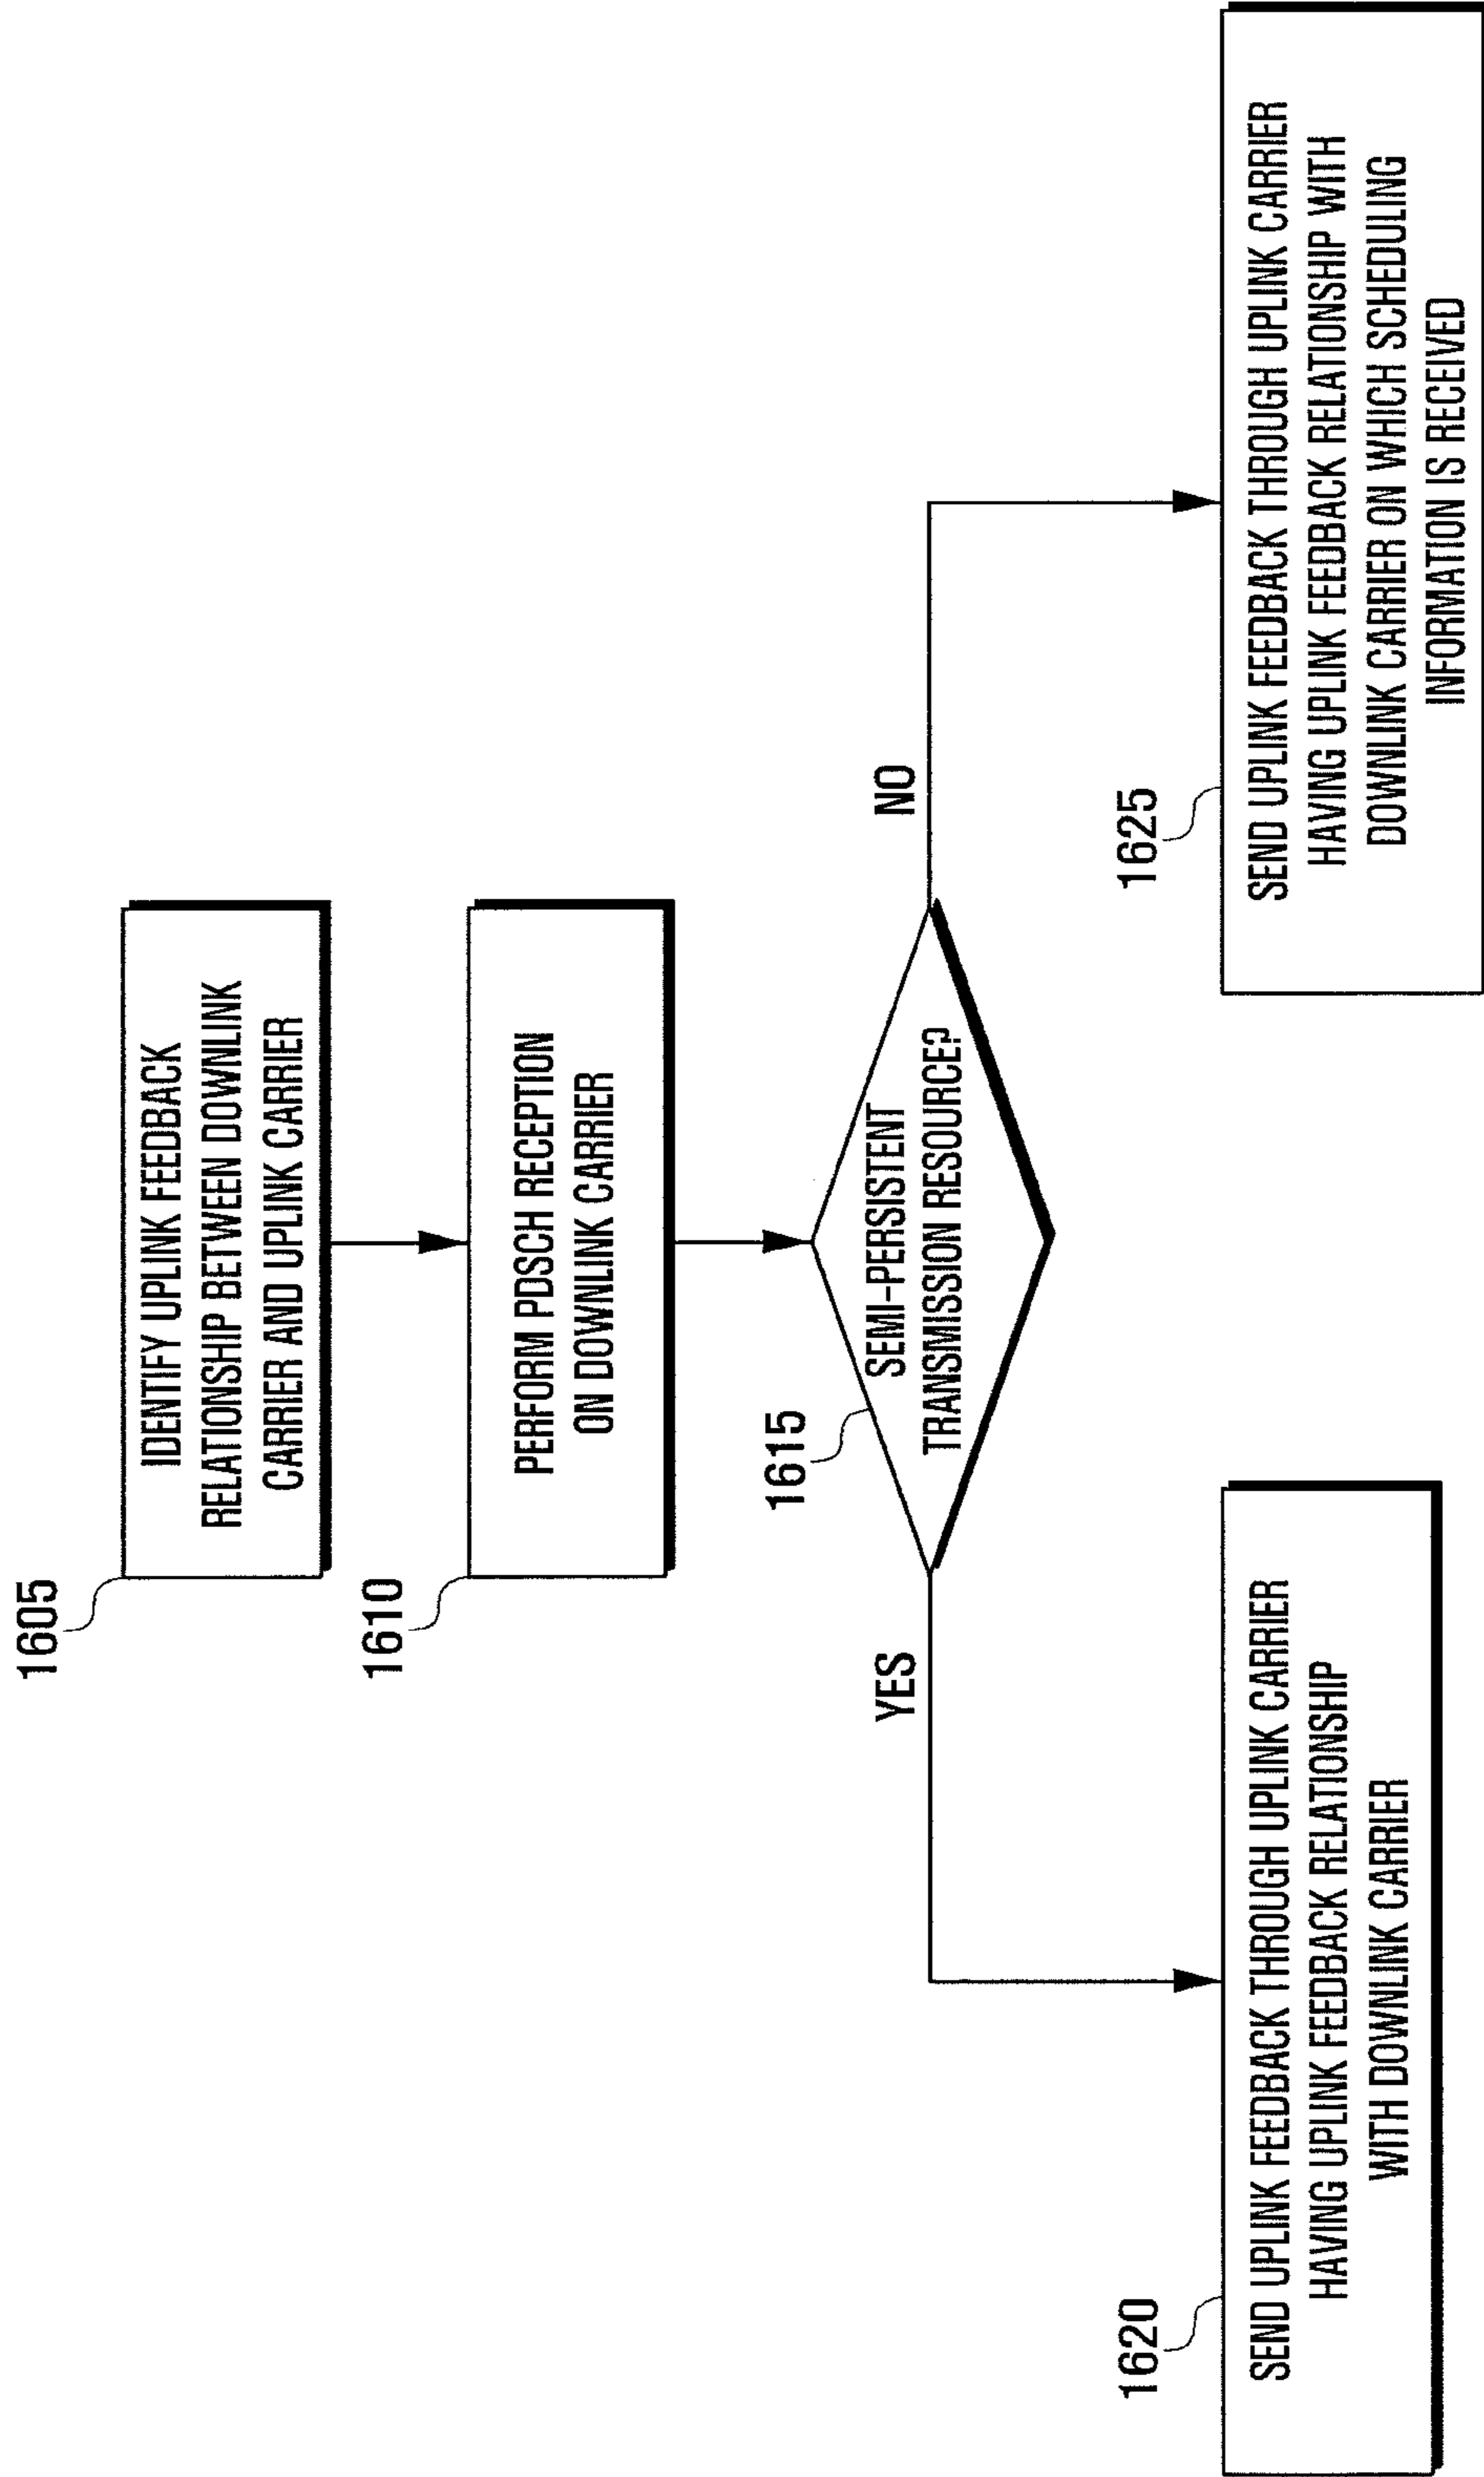 1605
IDENTIFY UPLINK FEEDBACK
RELATIONSHIP BETWEEN DOWNLINK
CARRIER AND UPLINK CARRIER
1610
PERFORM PDSCH RECEPTION
ON DOWNLINK CARRIER
1615
SEMI-PERSISTENT
TRANSMISSION RESOURCE?
YES
NO
1620
SEND UPLINK FEEDBACK THROUGH UPLINK CARRIER
HAVING UPLINK FEEDBACK RELATIONSHIP
WITH DOWNLINK CARRIER
1625
SEND UPLINK FEEDBACK THROUGH UPLINK CARRIER
HAVING UPLINK FEEDBACK RELATIONSHIP WITH
DOWNLINK CARRIER ON WHICH SCHEDULING
INFORMATION IS RECEIVED